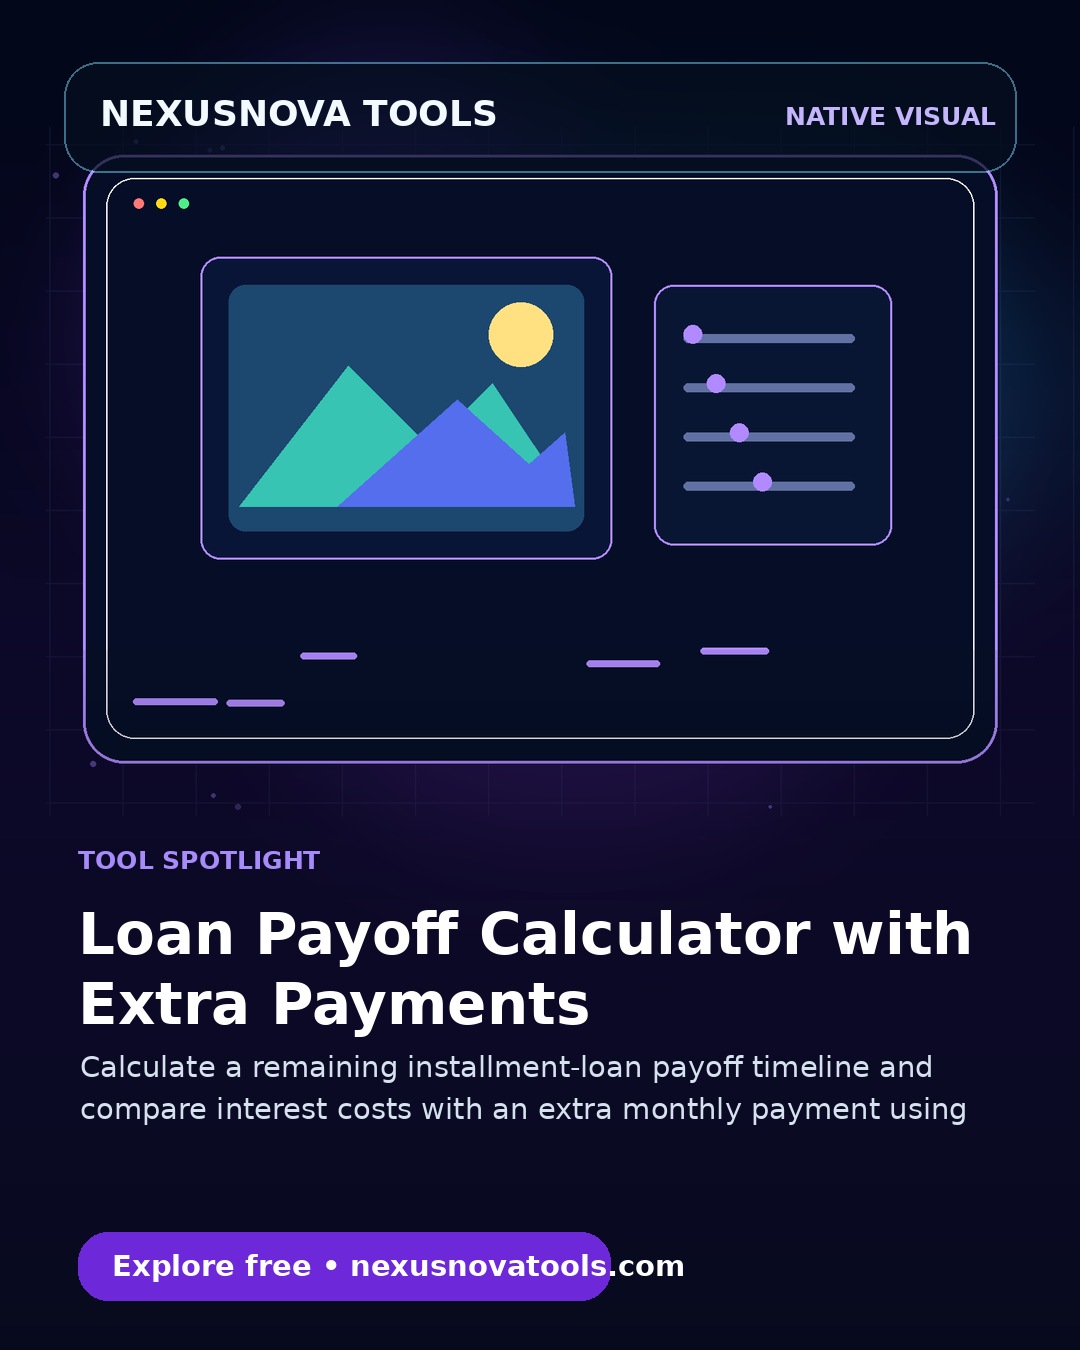 NEXUSNOVA TOOLS
NATIVE VISUAL
TOOL SPOTLIGHT
Loan Payoff Calculator with
Extra Payments
Calculate a remaining installment-loan payoff timeline and
compare interest costs with an extra monthly payment using
Explore free • nexusnovatools.com